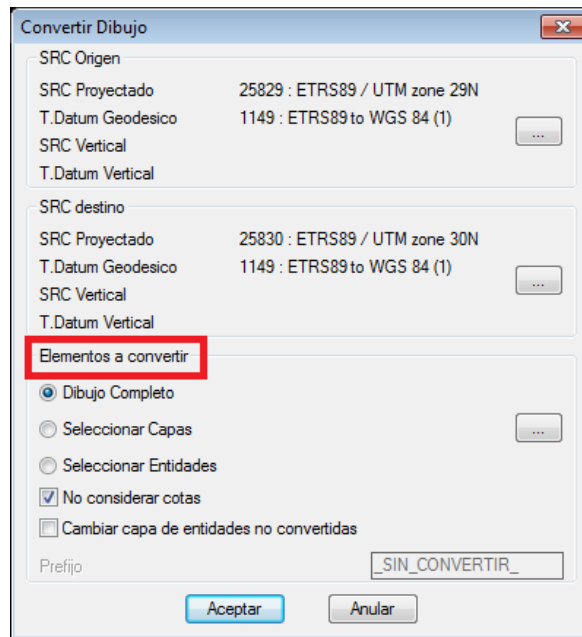 Convertir Dibujo
SRC Origen
SRC Proyectado 25829 : ETRS89 / UTM zone 29N
T.Datum Geodesico 1149 : ETRS89 to WGS 84 (1)
SRC Vertical
...
T.Datum Vertical
SRC destino
SRC Proyectado 25830 : ETRS89 / UTM zone 30N
T.Datum Geodesico 1149 : ETRS89 to WGS 84 (1)
SRC Vertical
...
T.Datum Vertical
Elementos a convertir
Dibujo Completo
Seleccionar Capas ...
Seleccionar Entidades
No considerar cotas
Cambiar capa de entidades no convertidas
Prefijo _SIN_CONVERTIR_
Aceptar Anular